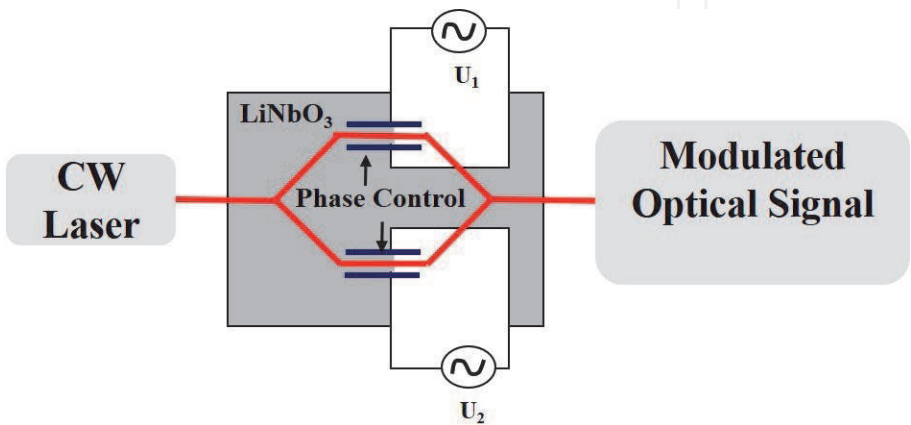 U₁
LiNbO₃
CW
Laser
Phase Control
Modulated
Optical Signal
U₂